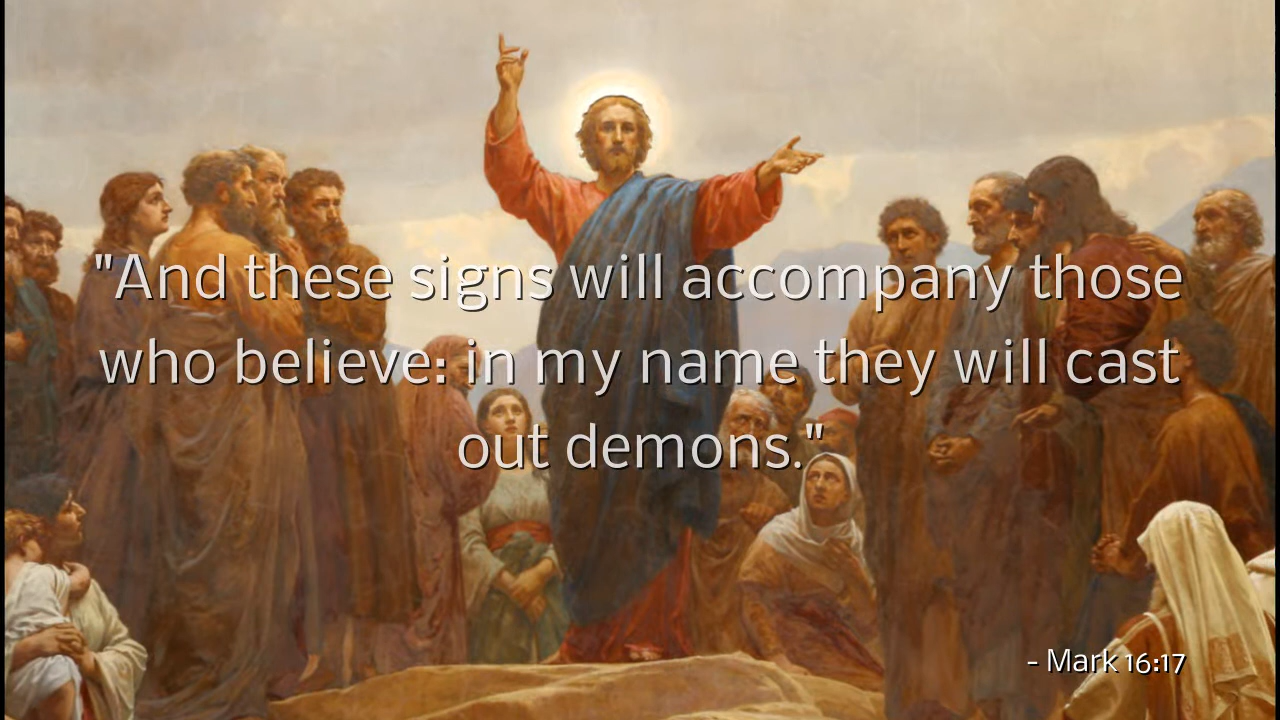 "And these signs will accompany those
who believe: in my name they will cast
out demons."
- Mark 16:17